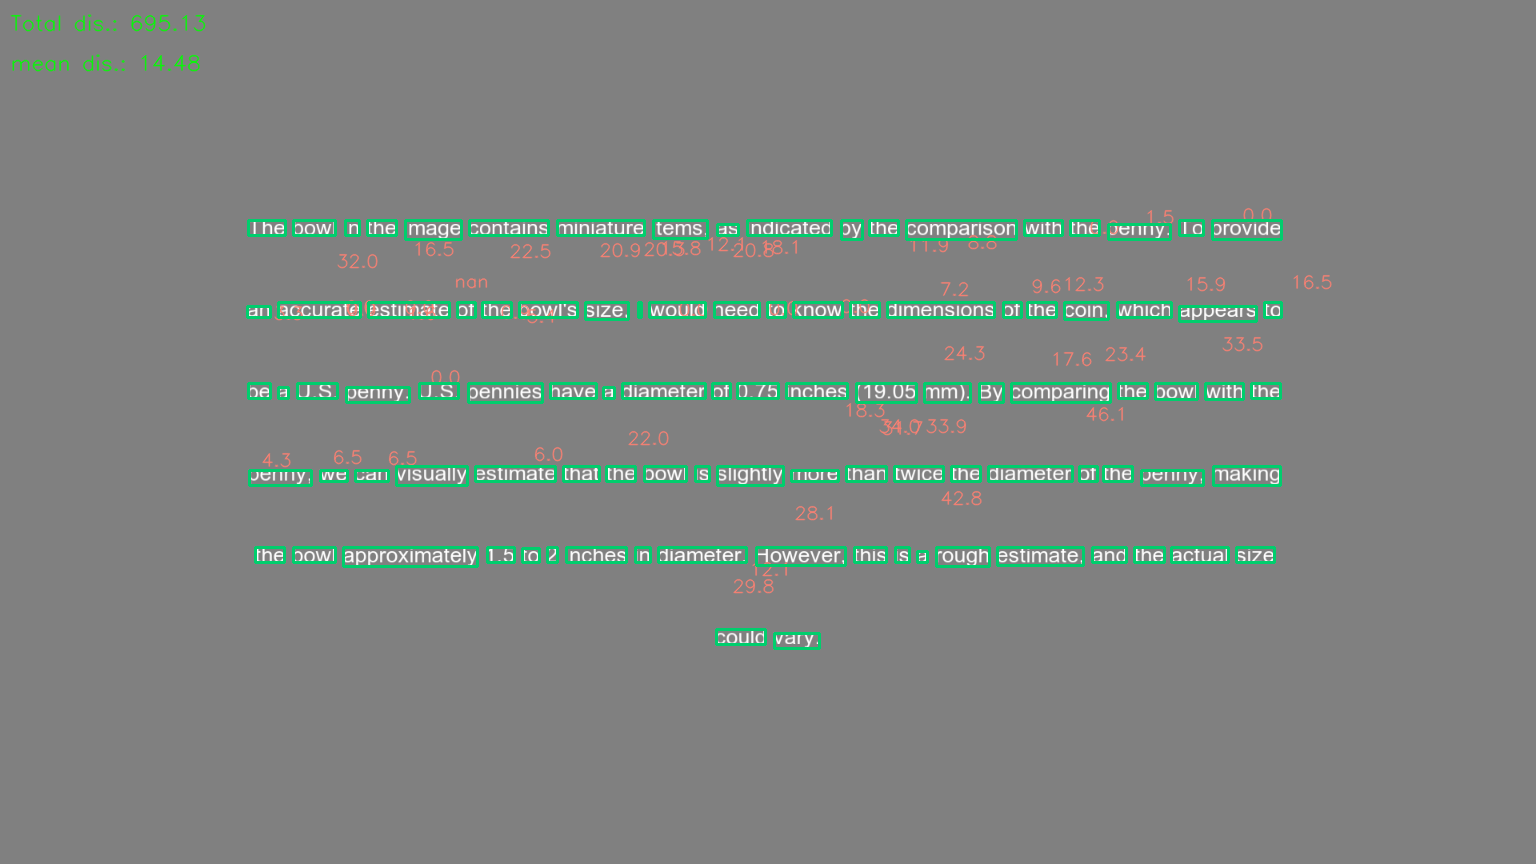 Total dis.: 695.13
mean dis.: 14.48
The bowl in the image contains miniature items, as indicated by the comparison with the penny. To provide
1.5 0.0
32.0 16.5 22.5 20.9 12.1 20.8 18.1 11.9 8.8
nan 7.2 9.6 12.3 15.9 16.5
an accurate estimate of the bowl's size, I would need to know the dimensions of the coin, which appears to
24.3 17.6 23.4 33.5
0.0
be a U.S. penny. U.S. pennies have a diameter of 0.75 inches (19.05 mm). By comparing the bowl with the
18.3 33.9 46.1
4.3 6.5 6.5 6.0 22.0
penny, we can visually estimate that the bowl is slightly more than twice the diameter of the penny, making
28.1 42.8
the bowl approximately 1.5 to 2 inches in diameter. However, this is a rough estimate, and the actual size
12.1
29.8
could vary.